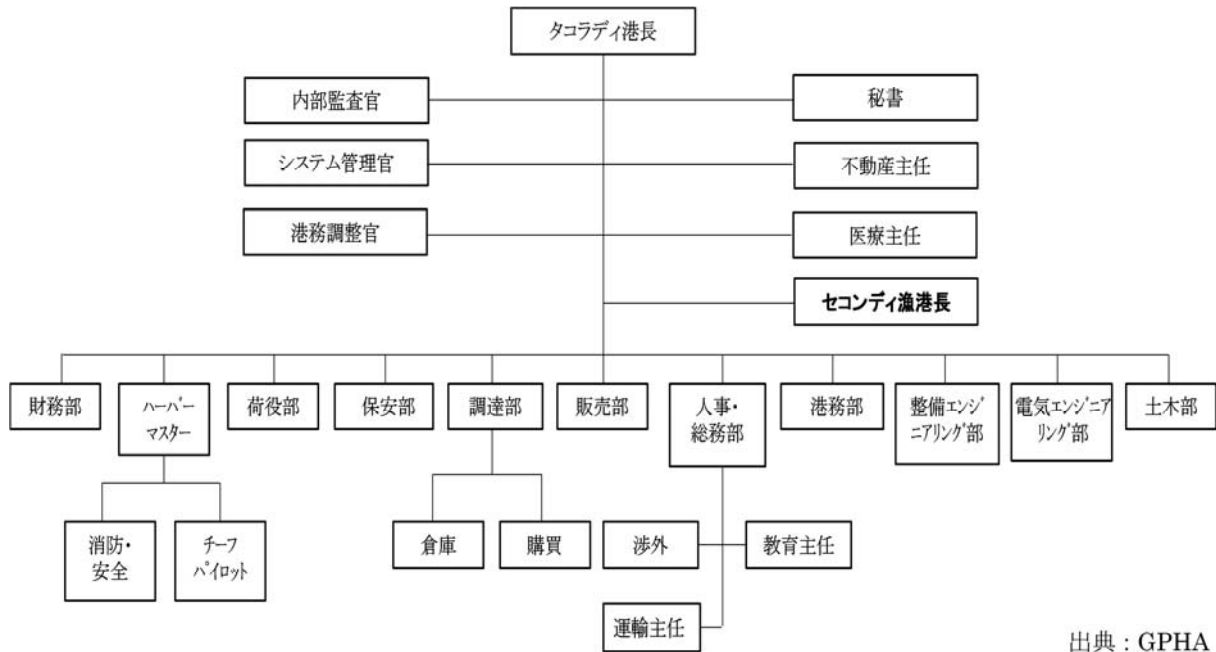 タコラディ港長
内部監査官
秘書
システム管理官
不動産主任
港務調整官
医療主任
セコンディ漁港長
財務部
ハーバー
マスター
荷役部
保安部
調達部
販売部
人事・
総務部
港務部
整備エンジ
ニアリング部
電気エンジニア
リング部
土木部
消防・
安全
チーフ
パイロット
倉庫
購買
渉外
教育主任
運輸主任
出典：GPHA